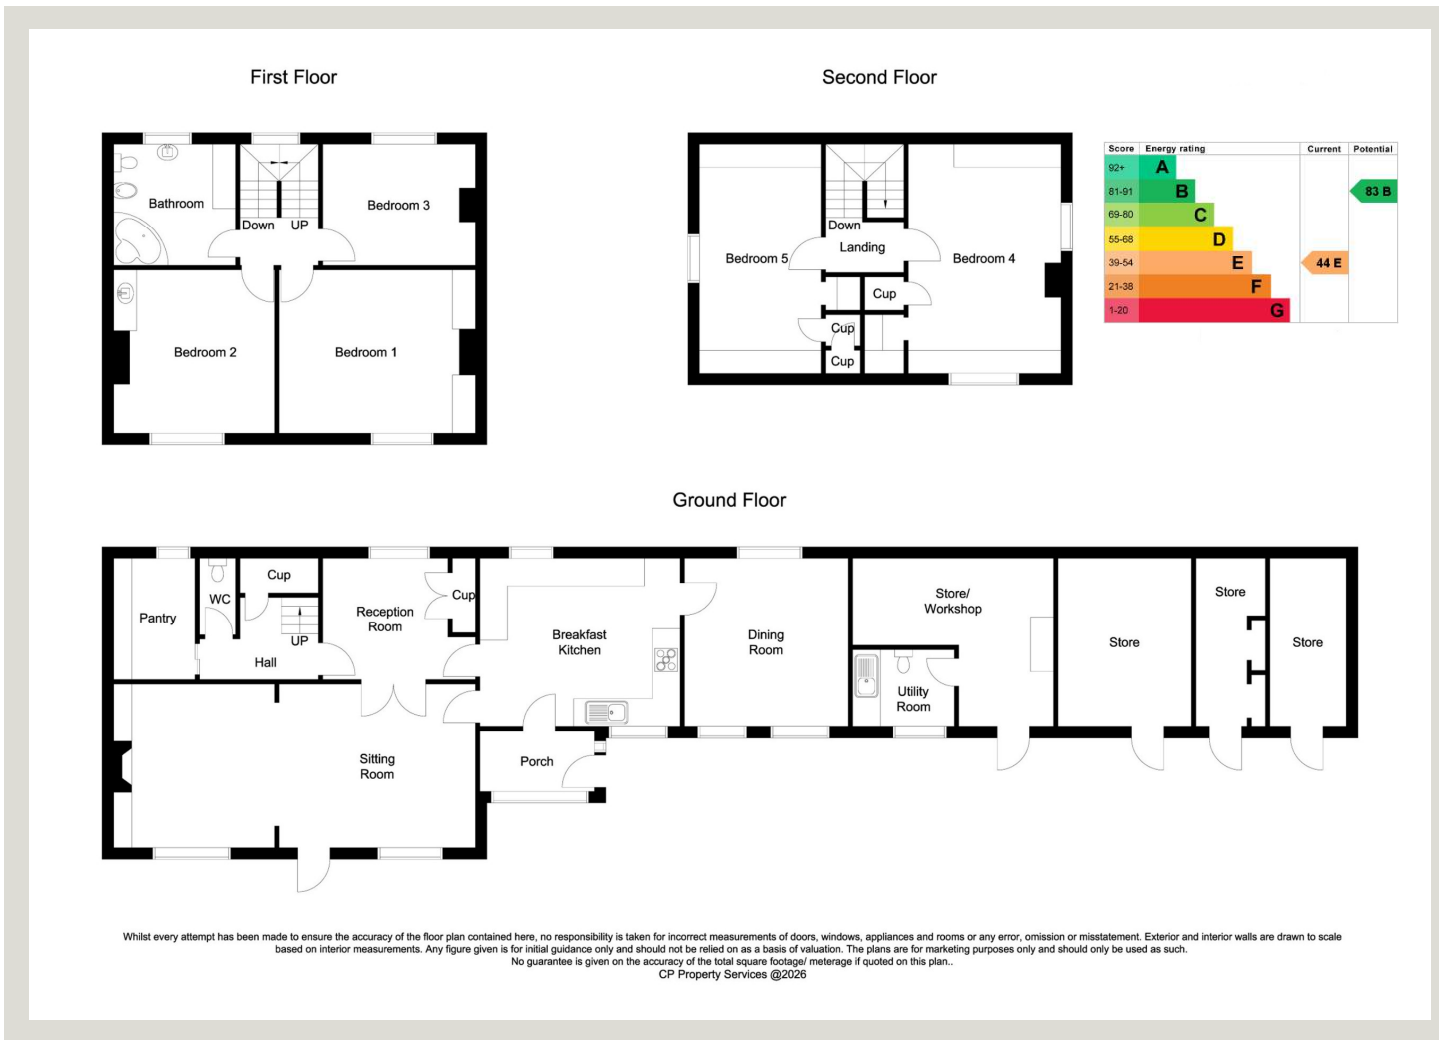 First Floor
Bathroom
Down
UP
Bedroom 3
Bedroom 2
Bedroom 1
Second Floor
Down
Landing
Bedroom 5
Bedroom 4
Cup
Cup
Cup
Score Energy rating Current Potential
92+ A
81-91 B 83 B
69-80 C
55-68 D
39-54 E 44 E
21-38 F
1-20 G
Ground Floor
Pantry
WC
Cup
UP
Hall
Reception
Room
Cup
Breakfast
Kitchen
Dining
Room
Store/
Workshop
Utility
Room
Store
Store
Store
Sitting
Room
Porch
Whilst every attempt has been made to ensure the accuracy of the floor plan contained here, no responsibility is taken for incorrect measurements of doors, windows, appliances and rooms or any error, omission or misstatement. Exterior and interior walls are drawn to scale
based on interior measurements. Any figure given is for initial guidance only and should not be relied on as a basis of valuation. The plans are for marketing purposes only and should only be used as such.
No guarantee is given on the accuracy of the total square footage/ meterage if quoted on this plan..
CP Property Services @2026